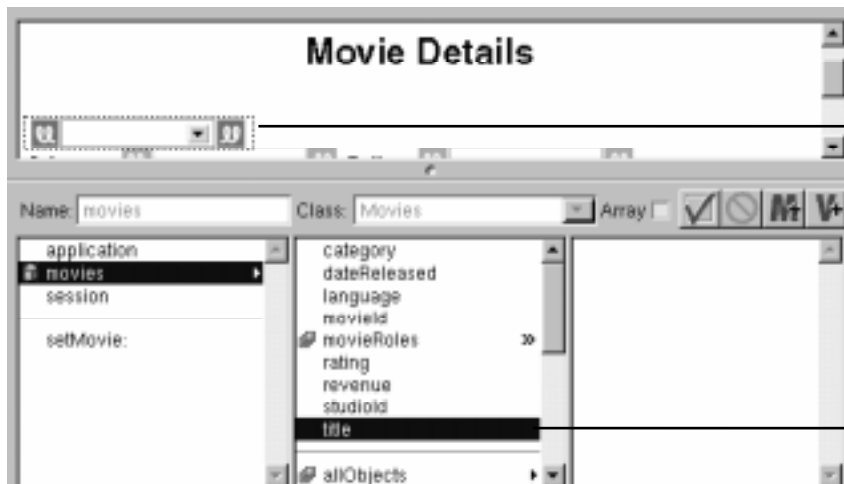 Movie Details
Name: movies
Class: Movies
Array
M+
V+
application
movies
session
setMovie:
category
dateReleased
language
movieId
movieRoles
rating
revenue
studioId
title
allObjects